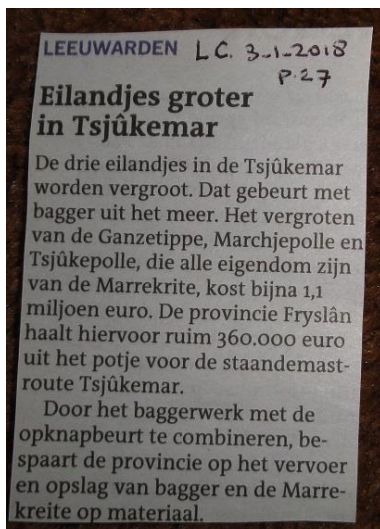 LEEUWARDEN L.C. 3-1-2018
p.27
Eilandjes groter
in Tsjûkemar
De drie eilandjes in de Tsjûkemar
worden vergroot. Dat gebeurt met
bagger uit het meer. Het vergroten
van de Ganzetippe, Marchjepolle en
Tsjûkepolle, die alle eigendom zijn
van de Marrekrite, kost bijna 1,1
miljoen euro. De provincie Fryslân
haalt hiervoor ruim 360.000 euro
uit het potje voor de staandemast-
route Tsjûkemar.
Door het baggerwerk met de
opknapbeurt te combineren, be-
spaart de provincie op het vervoer
en opslag van bagger en de Marre-
kreite op materiaal.